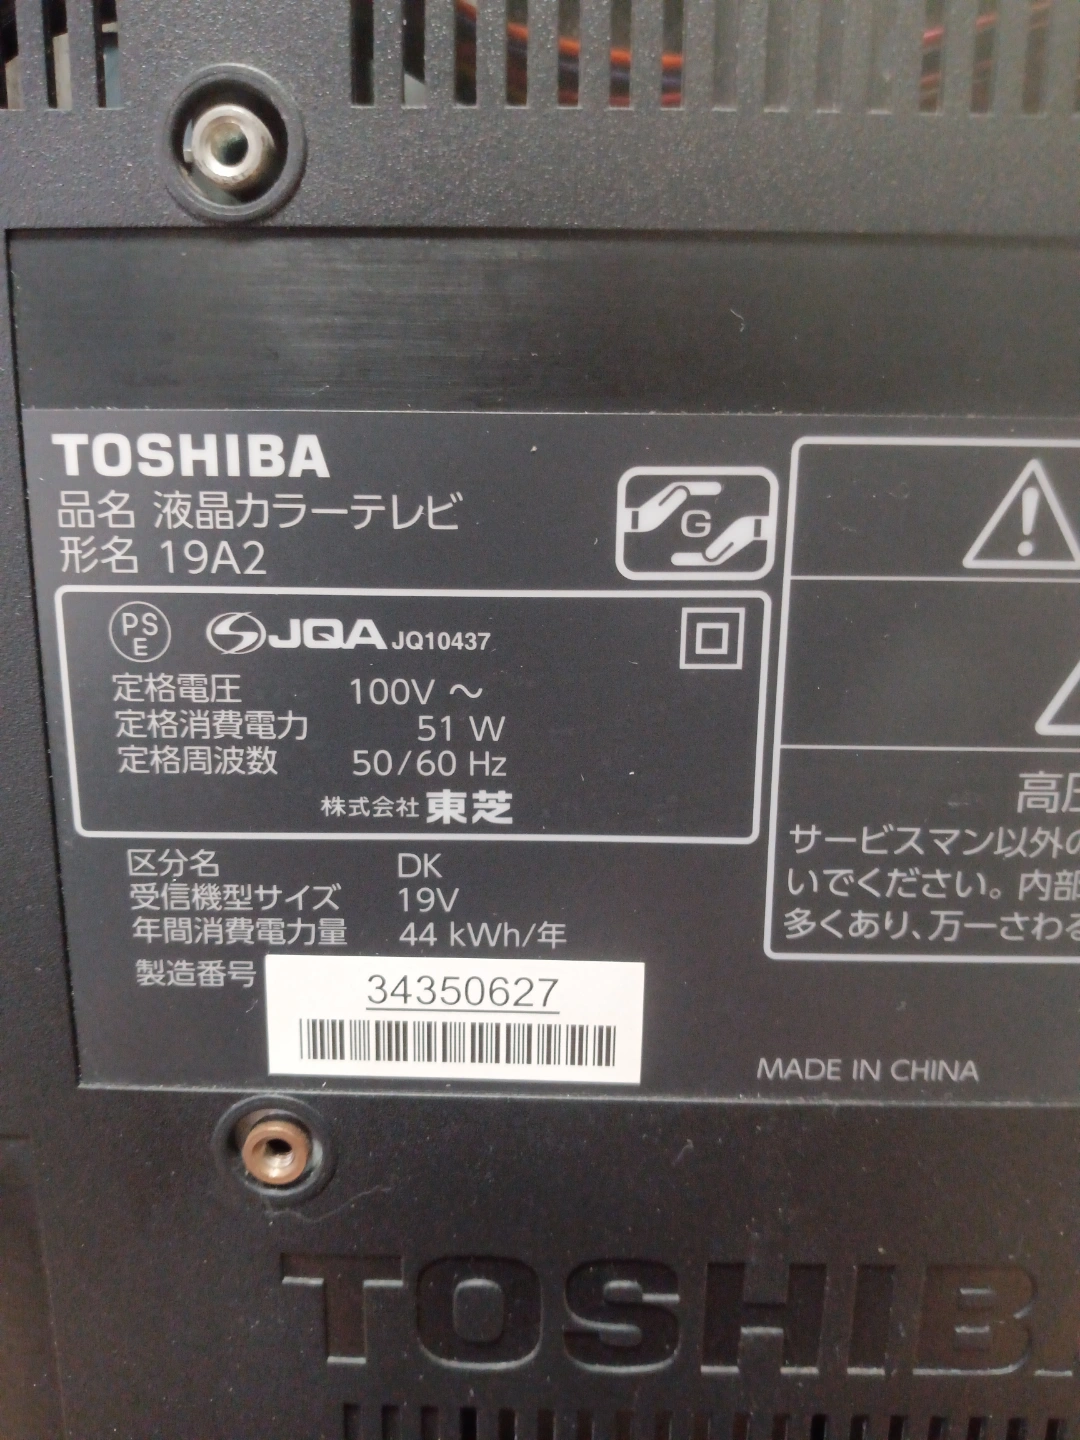 TOSHIBA
品名 液晶カラーテレビ
形名 19A2
G
PS
E
JQA JQ10437
定格電圧 100V ～
定格消費電力 51 W
定格周波数 50/60 Hz
株式会社 東芝
区分名 DK
受信機型サイズ 19V
年間消費電力量 44 kWh/年
製造番号 34350627
高圧
サービスマン以外の
いでください。内部
多くあり、万一さわる
MADE IN CHINA
TOSHIB